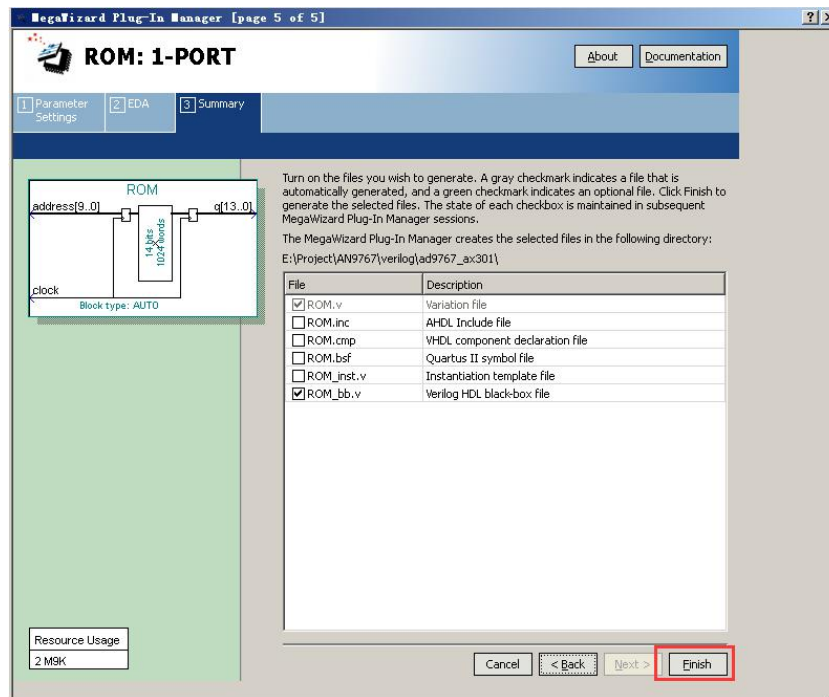 MegaWizard Plug-In Manager [page 5 of 5]
ROM: 1-PORT
About
Documentation
1 Parameter Settings
2 EDA
3 Summary
ROM
address[9..0]
q[13..0]
14 bits
1024 words
clock
Block type: AUTO
Turn on the files you wish to generate. A gray checkmark indicates a file that is
automatically generated, and a green checkmark indicates an optional file. Click Finish to
generate the selected files. The state of each checkbox is maintained in subsequent
MegaWizard Plug-In Manager sessions.
The MegaWizard Plug-In Manager creates the selected files in the following directory:
E:\Project\AN9767\verilog\ad9767_ax301\
File Description
ROM.v Variation file
ROM.inc AHDL Include file
ROM.cmp VHDL component declaration file
ROM.bsf Quartus II symbol file
ROM_inst.v Instantiation template file
ROM_bb.v Verilog HDL black-box file
Resource Usage
2 M9K
Cancel
< Back
Next >
Finish